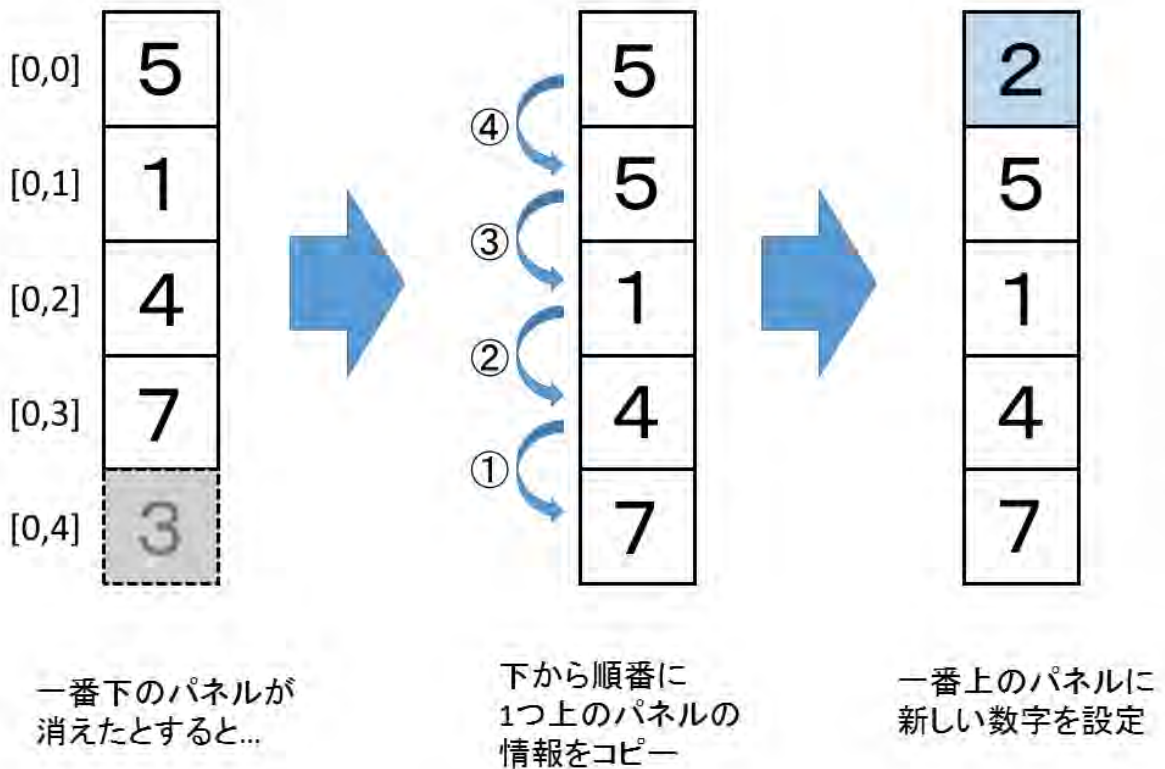 [0,0] 5
[0,1] 1
[0,2] 4
[0,3] 7
[0,4] 3
一番下のパネルが
消えたとすると...
5
④
5
③
1
②
4
①
7
下から順番に
1つ上のパネルの
情報をコピー
2
5
1
4
7
一番上のパネルに
新しい数字を設定